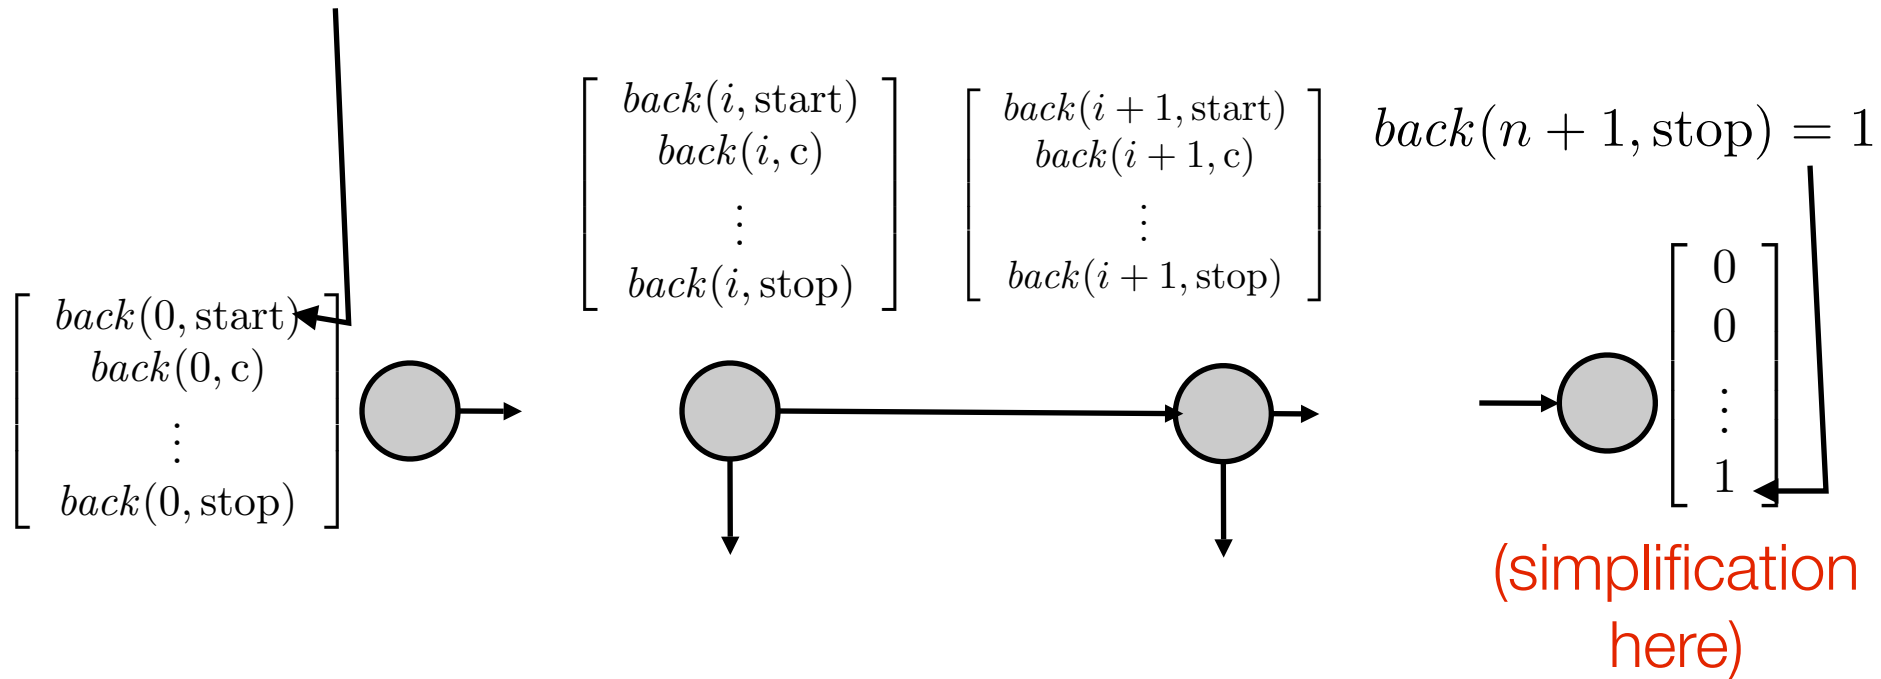 back(0, start)
back(0, c)
⋮
back(0, stop)
back(i, start)
back(i, c)
⋮
back(i, stop)
back(i + 1, start)
back(i + 1, c)
⋮
back(i + 1, stop)
back(n + 1, stop) = 1
0
0
⋮
1
(simplification
here)